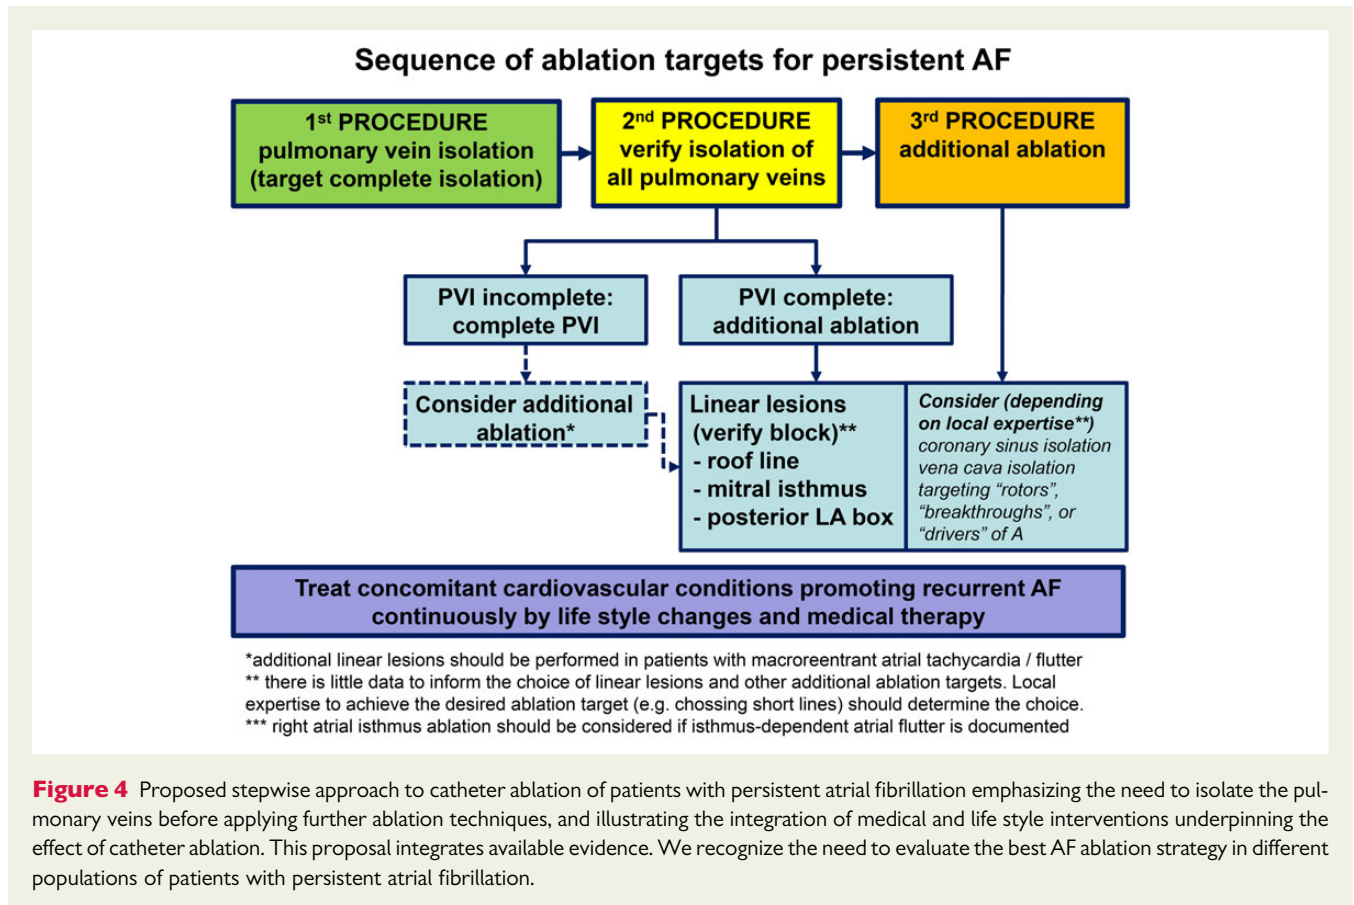 Sequence of ablation targets for persistent AF
1st PROCEDURE
pulmonary vein isolation
(target complete isolation)
2nd PROCEDURE
verify isolation of
all pulmonary veins
3rd PROCEDURE
additional ablation
PVI incomplete:
complete PVI
PVI complete:
additional ablation
Consider additional
ablation*
Linear lesions
(verify block)**
- roof line
- mitral isthmus
- posterior LA box
Consider (depending
on local expertise**)
coronary sinus isolation
vena cava isolation
targeting “rotors”,
“breakthroughs”, or
“drivers” of A
Treat concomitant cardiovascular conditions promoting recurrent AF
continuously by life style changes and medical therapy
*additional linear lesions should be performed in patients with macroreentrant atrial tachycardia / flutter
** there is little data to inform the choice of linear lesions and other additional ablation targets. Local
expertise to achieve the desired ablation target (e.g. chossing short lines) should determine the choice.
*** right atrial isthmus ablation should be considered if isthmus-dependent atrial flutter is documented
Figure 4 Proposed stepwise approach to catheter ablation of patients with persistent atrial fibrillation emphasizing the need to isolate the pul-
monary veins before applying further ablation techniques, and illustrating the integration of medical and life style interventions underpinning the
effect of catheter ablation. This proposal integrates available evidence. We recognize the need to evaluate the best AF ablation strategy in different
populations of patients with persistent atrial fibrillation.